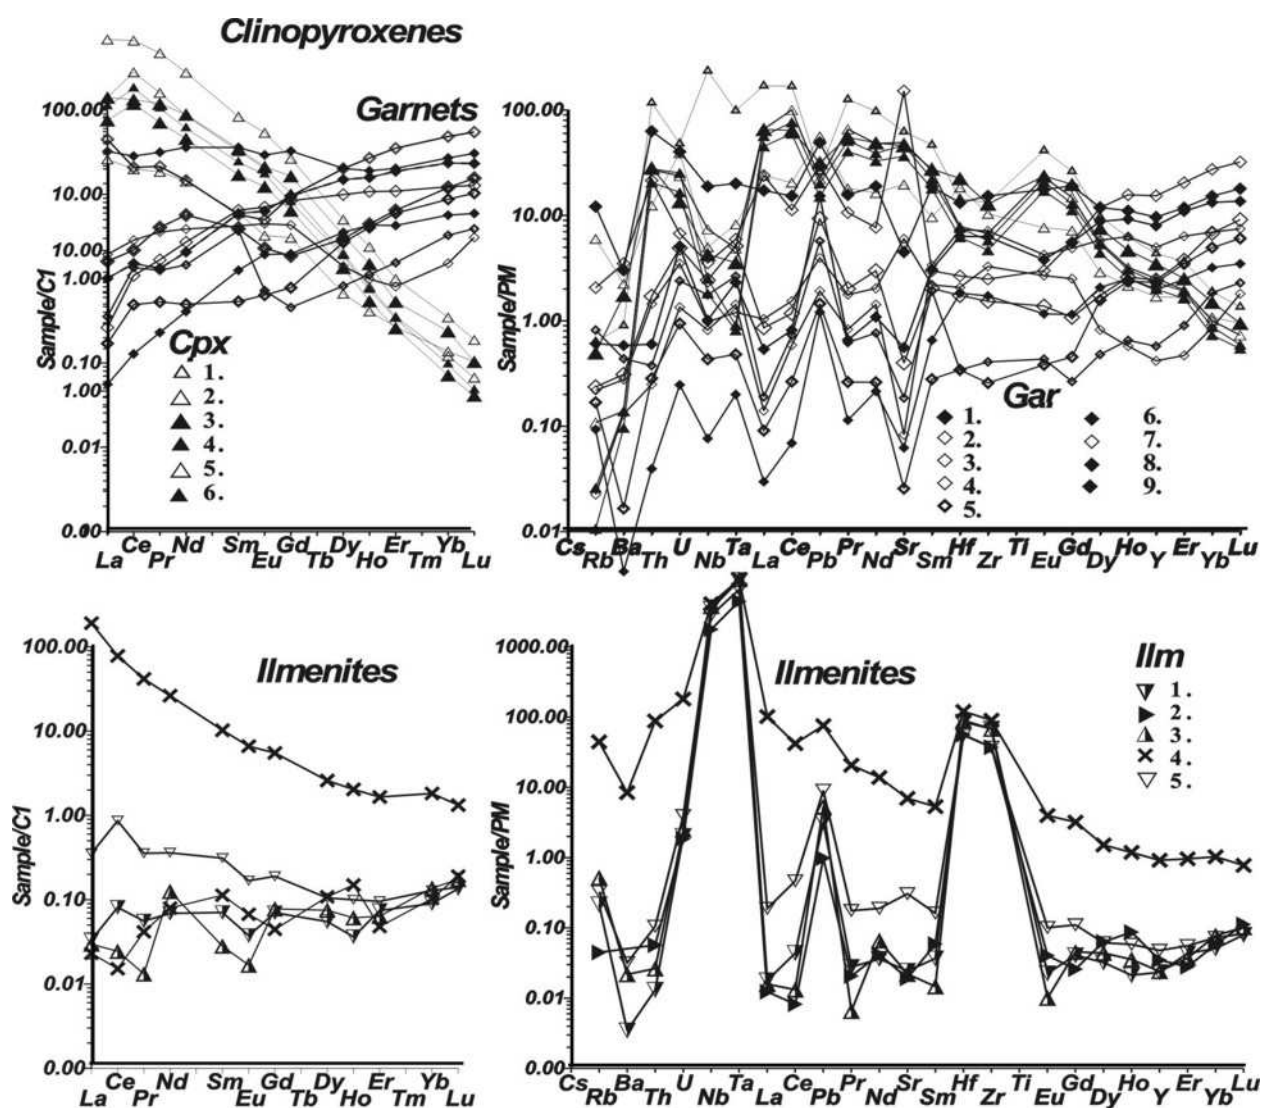 Clinopyroxenes
Garnets
100.00
10.00
10.00
1.00
0.10
1.00
0.01
Sample/C1
Cpx
1.
2.
3.
4.
5.
6.
La Ce Pr Nd Sm Eu Gd Tb Dy Ho Er Tm Yb Lu
100.00
10.00
1.00
0.10
0.01
Sample/PM
Gar
1. 6.
2. 7.
3. 8.
4. 9.
5.
Cs Rb Ba Th U Nb Ta La Ce Pb Pr Nd Sr Sm Hf Zr Ti Eu Gd Dy Ho Y Er Yb Lu
Ilmenites
100.00
10.00
1.00
0.10
0.01
0.00
Sample/C1
La Ce Pr Nd Sm Eu Gd Tb Dy Ho Er Tm Yb Lu
Ilmenites
1000.00
100.00
10.00
1.00
0.10
0.01
0.00
Sample/PM
Ilm
1.
2.
3.
4.
5.
Cs Rb Ba Th U Nb Ta La Ce Pb Pr Nd Sr Sm Hf Zr Ti Eu Gd Dy Ho Y Er Yb Lu